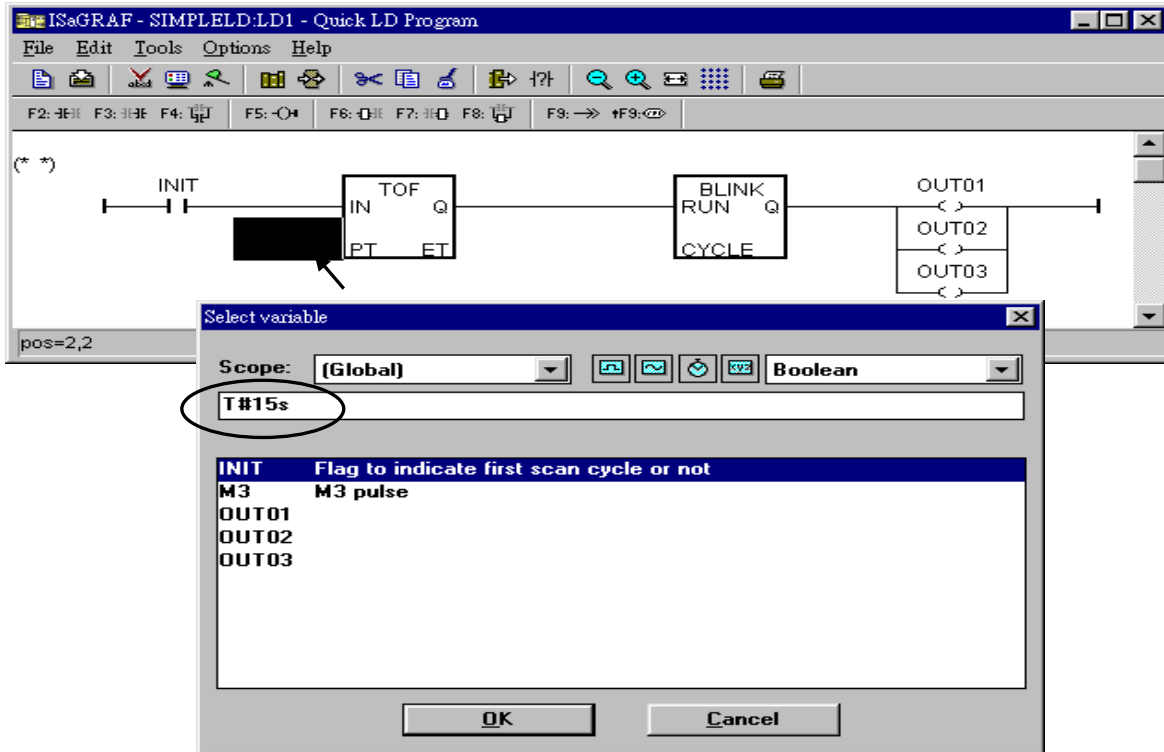 ISaGRAF - SIMPLELD:LD1 - Quick LD Program
File Edit Tools Options Help
F2: F3: F4: F5: F6: F7: F8: F9: F9:
(* *)
INIT TOF BLINK OUT01
IN Q RUN Q
OUT02
PT ET CYCLE
OUT03
Select variable
pos=2,2
Scope: (Global) xyz Boolean
T#15s
INIT Flag to indicate first scan cycle or not
M3 M3 pulse
OUT01
OUT02
OUT03
OK Cancel